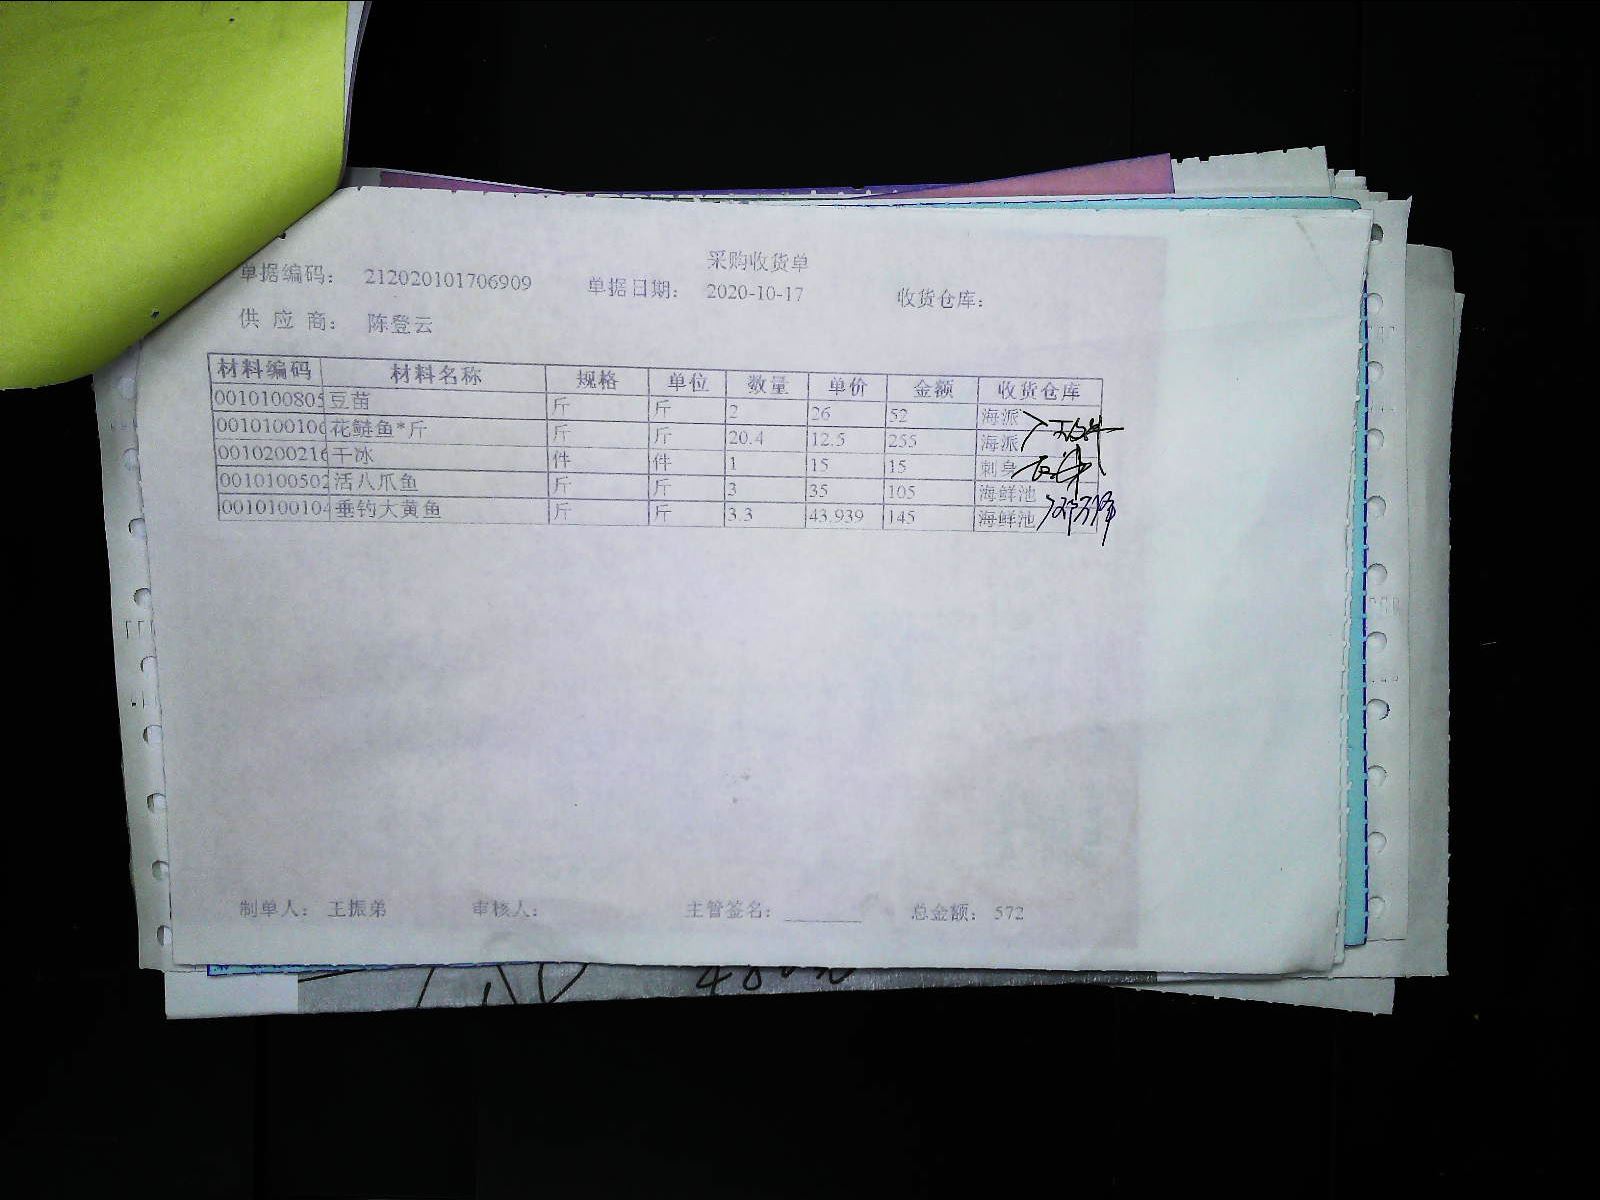 采购收货单
单据编码： 212020101706909 单据日期： 2020-10-17 收货仓库：
供 应 商： 陈登云
材料编码 材料名称 规格 单位 数量 单价 金额 收货仓库
0010100805 豆苗 斤 斤 2 26 52 海派
001010010 花鲢鱼*斤 斤 斤 20.4 12.5 255 海派
001020021 干冰 件 件 1 15 15 刺身
0010100502 活八爪鱼 斤 斤 3 35 105 海鲜池
001010010 垂钓大黄鱼 斤 斤 3.3 43.939 145 海鲜池
制单人： 王振弟 审核人： 主管签名： 总金额： 572